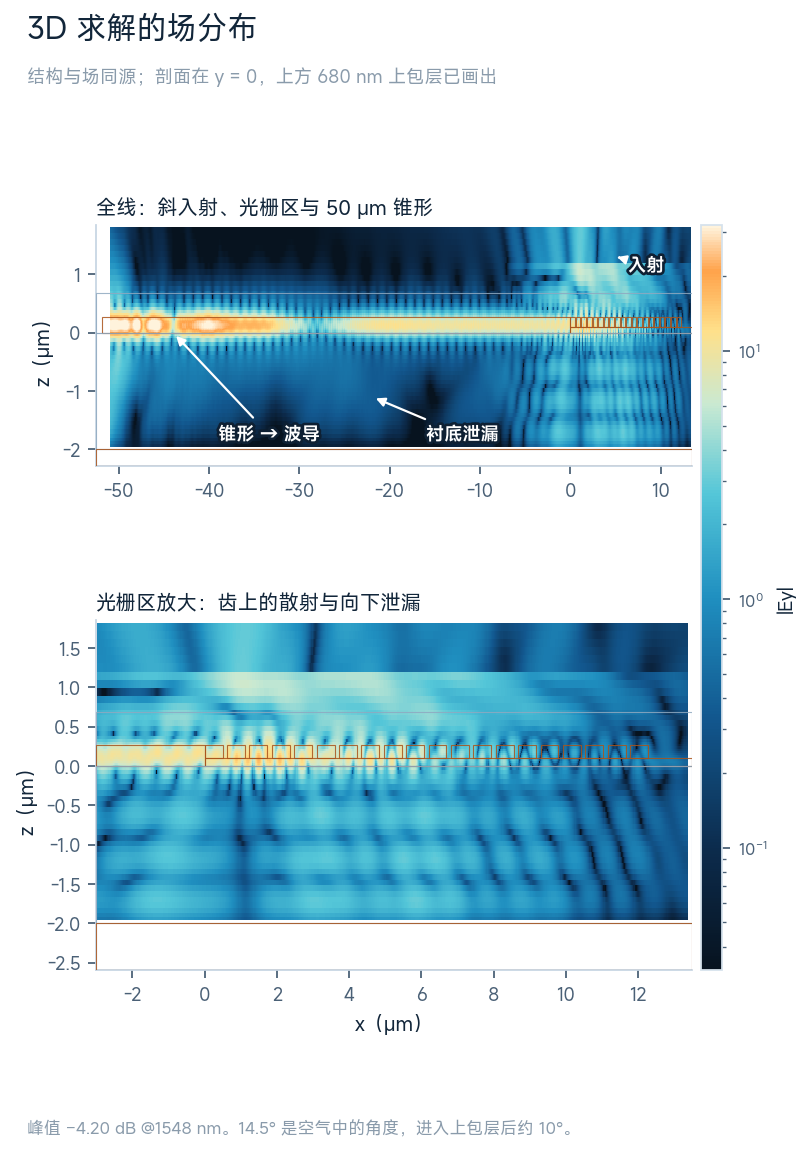 3D 求解的场分布
结构与场同源；剖面在 y = 0，上方 680 nm 上包层已画出
全线：斜入射、光栅区与 50 μm 锥形
入射
锥形 → 波导
衬底泄漏
1
0
−1
−2
z (μm)
−50
−40
−30
−20
−10
0
10
光栅区放大：齿上的散射与向下泄漏
1.5
1.0
0.5
0.0
−0.5
−1.0
−1.5
−2.0
−2.5
z (μm)
−2
0
2
4
6
8
10
12
x (μm)
10¹
10⁰
10⁻¹
|Ey|
峰值 −4.20 dB @1548 nm。14.5° 是空气中的角度，进入上包层后约 10°。